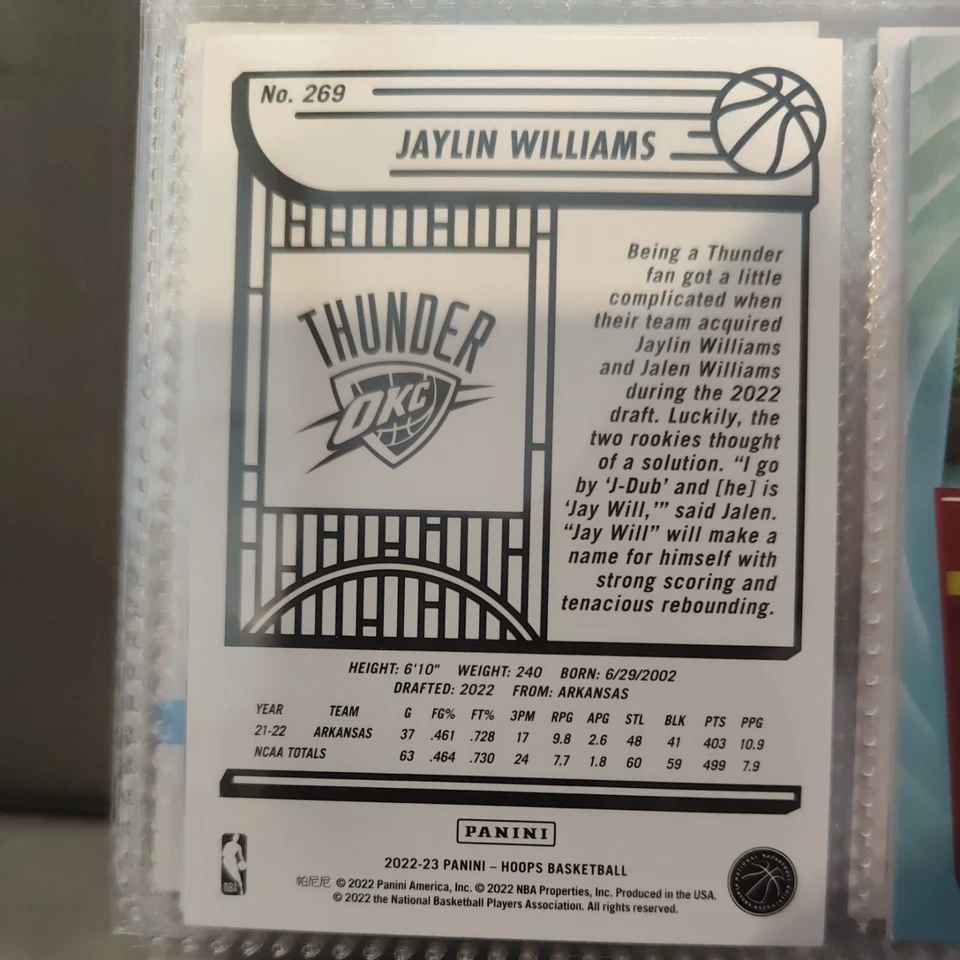 No. 269
JAYLIN WILLIAMS
THUNDER
OKC
Being a Thunder
fan got a little
complicated when
their team acquired
Jaylin Williams
and Jalen Williams
during the 2022
draft. Luckily, the
two rookies thought
of a solution. “I go
by ‘J-Dub’ and [he] is
‘Jay Will,’” said Jalen.
“Jay Will” will make a
name for himself with
strong scoring and
tenacious rebounding.
HEIGHT: 6'10" WEIGHT: 240 BORN: 6/29/2002
DRAFTED: 2022 FROM: ARKANSAS
YEAR TEAM G FG% FT% 3PM RPG APG STL BLK PTS PPG
21-22 ARKANSAS 37 .461 .728 17 9.8 2.6 48 41 403 10.9
NCAA TOTALS 63 .464 .730 24 7.7 1.8 60 59 499 7.9
PANINI
2022-23 PANINI – HOOPS BASKETBALL
帕尼尼 © 2022 Panini America, Inc. © 2022 NBA Properties, Inc. Produced in the USA.
© 2022 the National Basketball Players Association. All rights reserved.
NBA